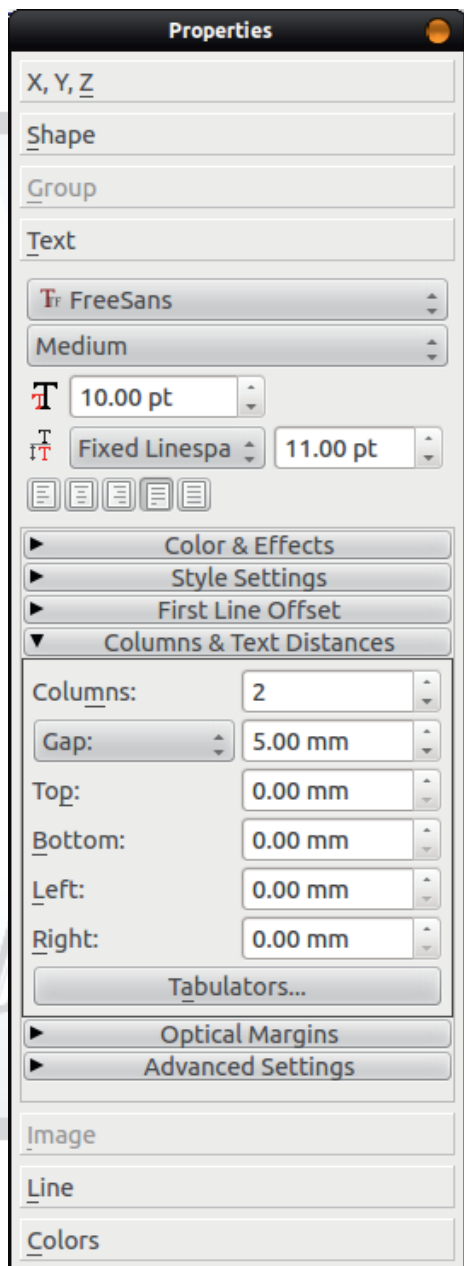 Properties
X, Y, Z
Shape
Group
Text
FreeSans
Medium
10.00 pt
Fixed Linespa 11.00 pt
Color & Effects
Style Settings
First Line Offset
Columns & Text Distances
Columns: 2
Gap: 5.00 mm
Top: 0.00 mm
Bottom: 0.00 mm
Left: 0.00 mm
Right: 0.00 mm
Tabulators...
Optical Margins
Advanced Settings
Image
Line
Colors